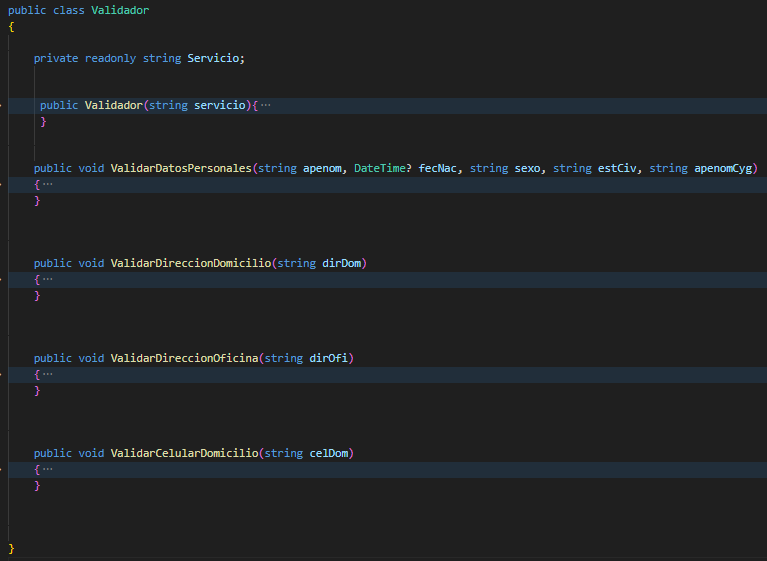 public class Validador
{
private readonly string Servicio;
public Validador(string servicio){ ···
}
public void ValidarDatosPersonales(string apenom, DateTime? fecNac, string sexo, string estCiv, string apenomCyg)
{ ···
}
public void ValidarDireccionDomicilio(string dirDom)
{ ···
}
public void ValidarDireccionOficina(string dirOfi)
{ ···
}
public void ValidarCelularDomicilio(string celDom)
{ ···
}
}